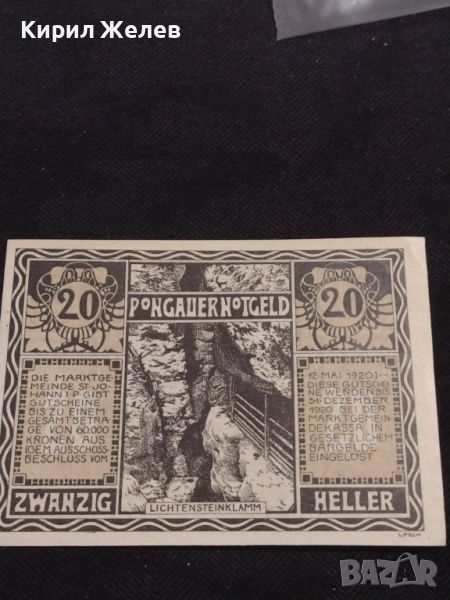 Кирил Желев
20
PONGAUER NOTGELD
20
DIE MARKTGE-
MEINDE ST. JO-
HANN I·P·GIBT
GUTSCHEINE
BIS ZU EINEM
GESAMTBETRA-
GE VON 60.000
KRONEN AUS
AUSSCHOSS-
BESCHLUSS VOM
12·MAI 1920
DIESE GUTSCHEI-
NE WERDEN BIS
31·DEZEMBER
1920 BEI DER
MARKTGEMEIN-
DEKASSA IN
GESETZLICHEM
BARGELDE
EINGELÖST.
ZWANZIG
LICHTENSTEINKLAMM
HELLER
BAZAR